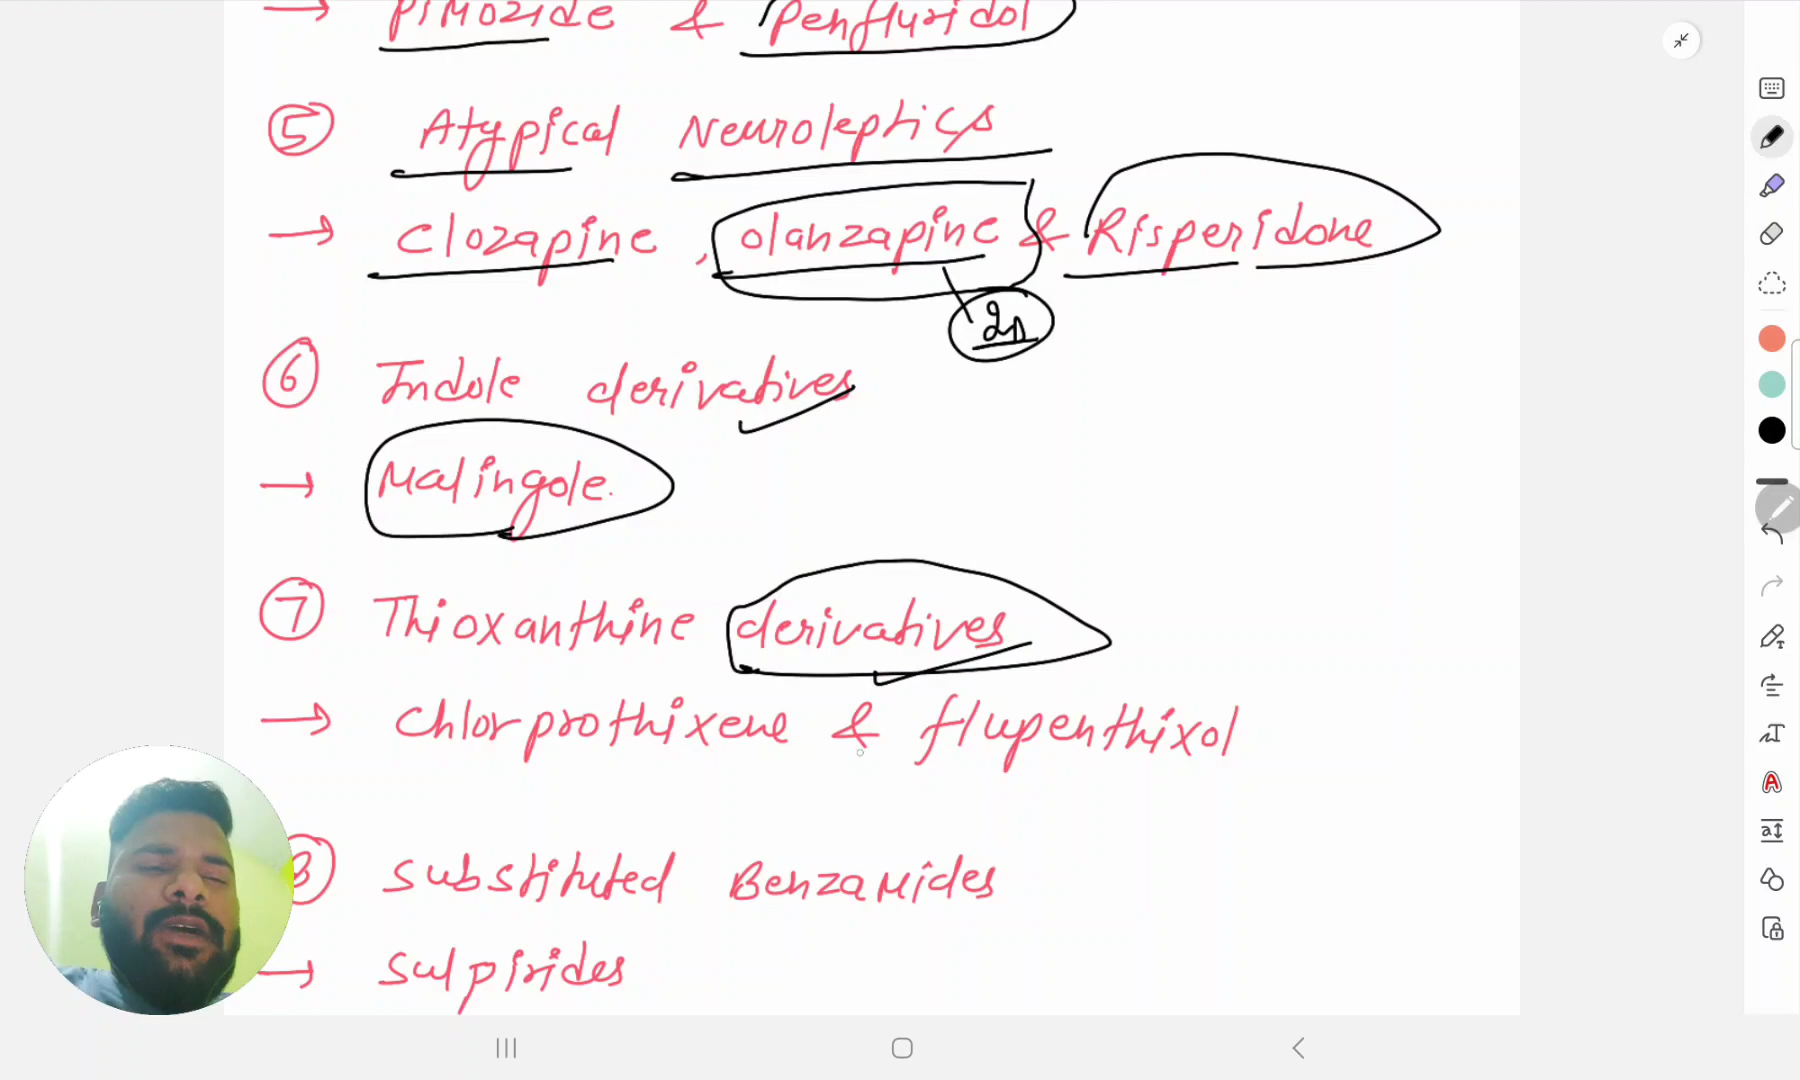 → Pimozide & Penfluridol
⑤ Atypical Neuroleptics
→ Clozapine, olanzapine & Risperidone
⑥ Indole derivatives
→ Malingole.
⑦ Thioxanthine derivatives
→ Chlorprothixene & flupenthixol
⑧ Substituted Benzamides
→ Sulpirides